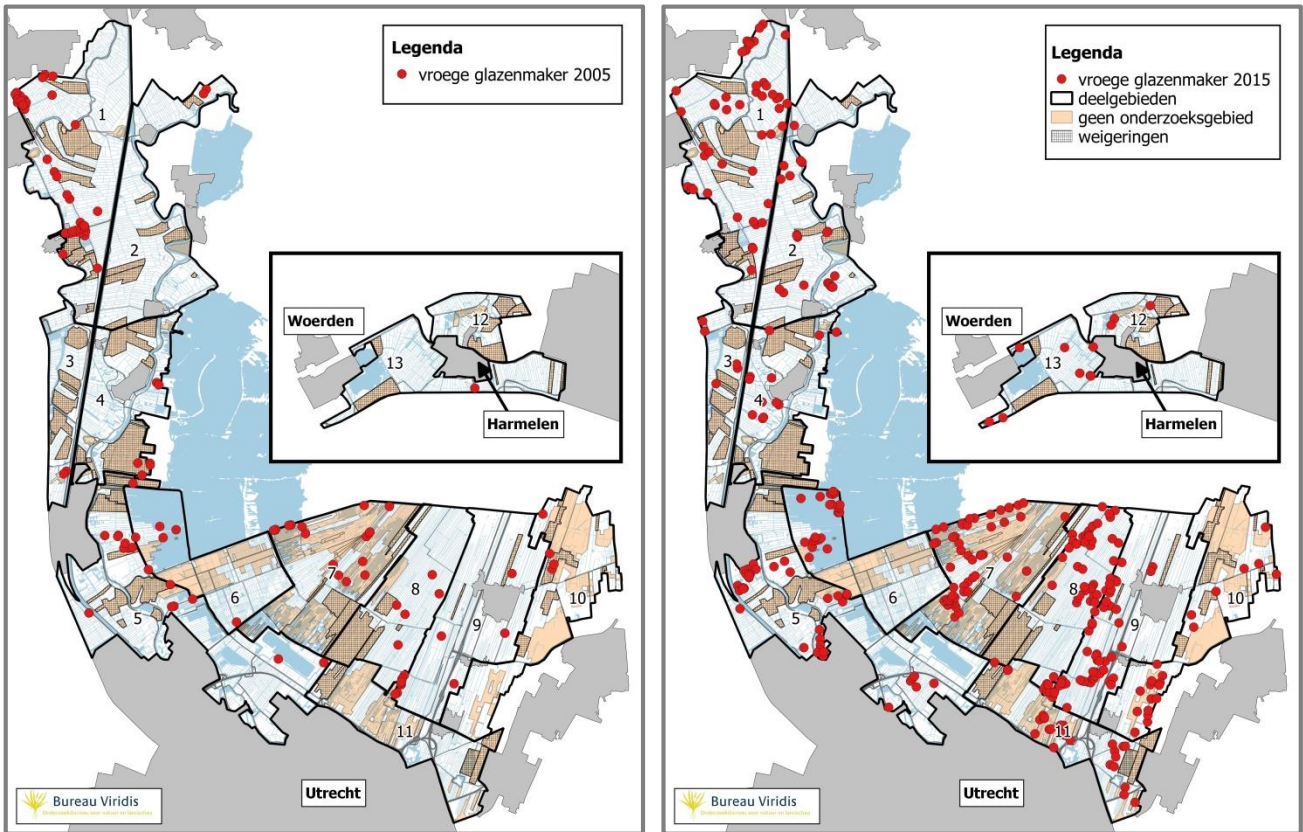 Legenda
vroege glazenmaker 2005
1
2
Woerden
12
13
Harmelen
3
4
5
6
7
8
9
10
11
Utrecht
Bureau Viridis
Legenda
vroege glazenmaker 2015
deelgebieden
geen onderzoeksgebied
weigeringen
1
2
Woerden
12
13
Harmelen
3
4
5
6
7
8
9
10
11
Utrecht
Bureau Viridis